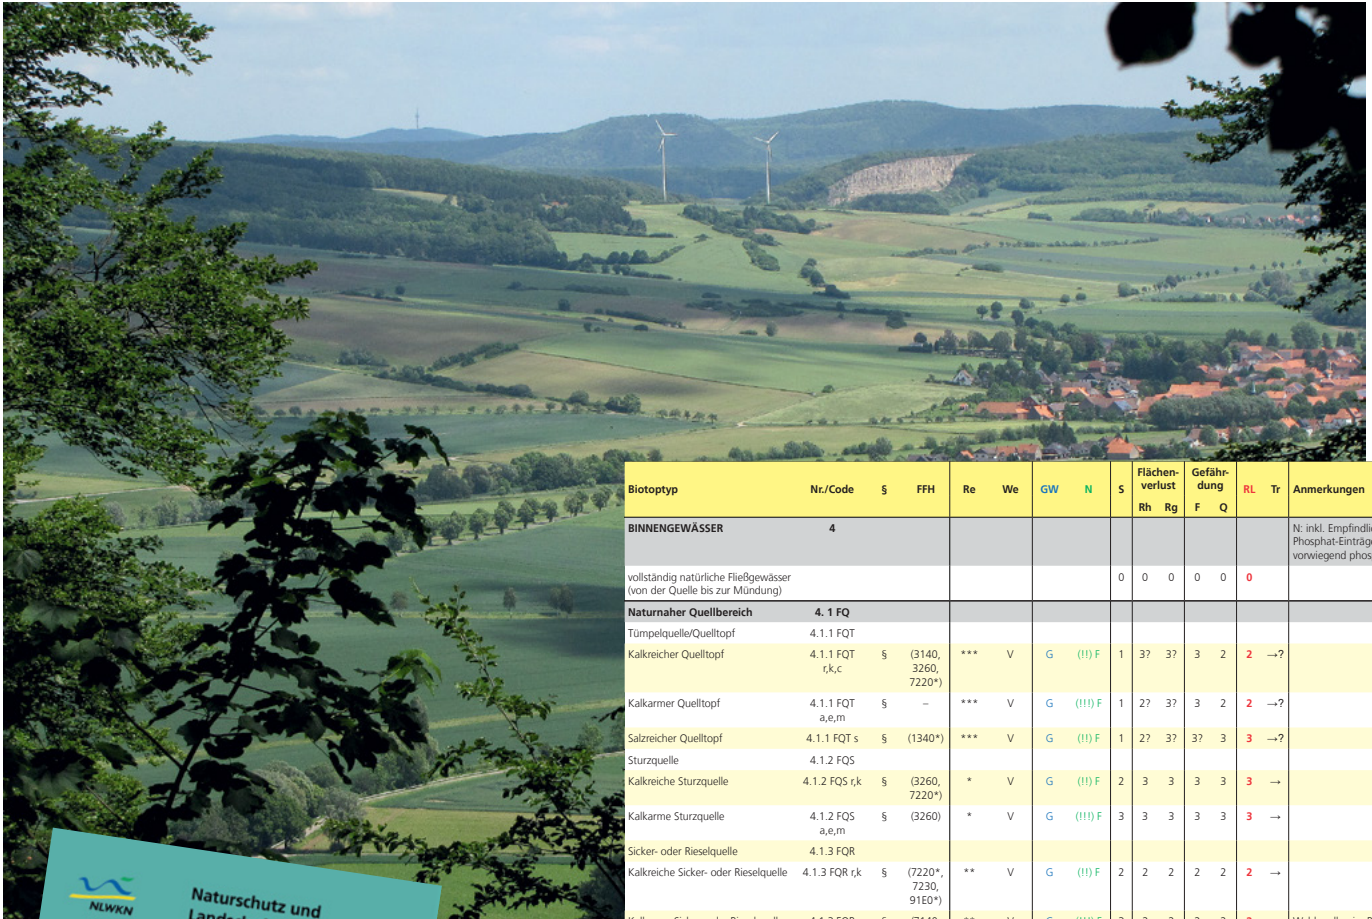 Biotoptyp Nr./Code § FFH Re We GW N S Flächen- verlust Gefähr- dung RL Tr Anmerkungen
Rh Rg F Q
BINNENGEWÄSSER 4 N: inkl.
Phosphat-Einträg
vorwiegend phos
vollständig natürliche Fließgewässer 0 0 0 0 0 0
(von der Quelle bis zur Mündung)
Naturnaher Quellbereich 4. 1 FQ
Tümpelquelle/Quelltopf 4.1.1 FQT
Kalkreicher Quelltopf 4.1.1 FQT § (3140, *** V G (!!) F 1 3? 3? 3 2 2 →?
r,k,c 3260,
7220*)
Kalkarmer Quelltopf 4.1.1 FQT § – *** V G (!!!) F 1 2? 3? 3 2 2 →?
a,e,m
Salzreicher Quelltopf 4.1.1 FQT s § (1340*) *** V G (!!) F 1 2? 3? 3? 3 3 →?
Sturzquelle 4.1.2 FQS
Kalkreiche Sturzquelle 4.1.2 FQS r,k § (3260, * V G (!!) F 2 3 3 3 3 3 →
7220*)
Kalkarme Sturzquelle 4.1.2 FQS § (3260) * V G (!!!) F 3 3 3 3 3 3 →
a,e,m
Sicker- oder Rieselquelle 4.1.3 FQR
Kalkreiche Sicker- oder Rieselquelle 4.1.3 FQR r,k § (7220*, ** V G (!!) F 2 2 2 2 2 2 →
7230,
91E0*)
NLWKN
Naturschutz und